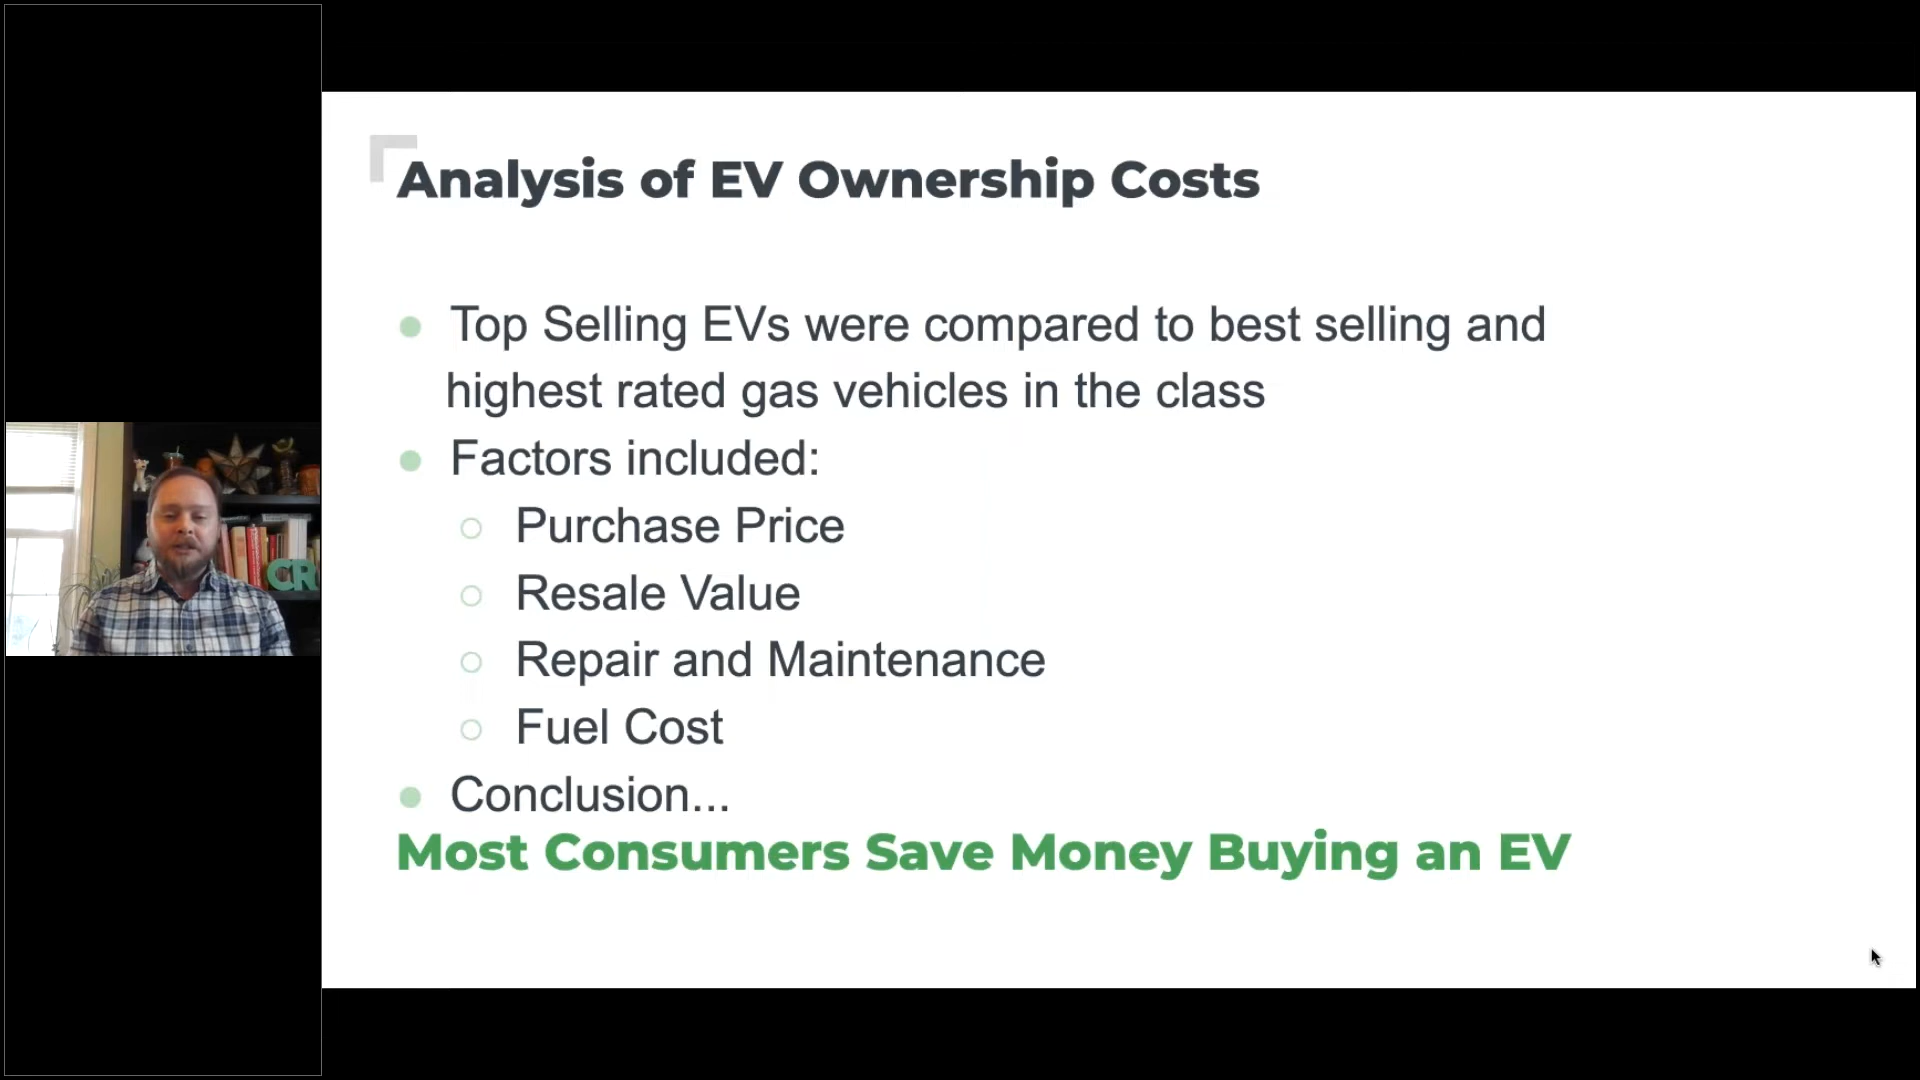 Analysis of EV Ownership Costs
Top Selling EVs were compared to best selling and
highest rated gas vehicles in the class
Factors included:
Purchase Price
Resale Value
Repair and Maintenance
Fuel Cost
Conclusion...
Most Consumers Save Money Buying an EV
CR